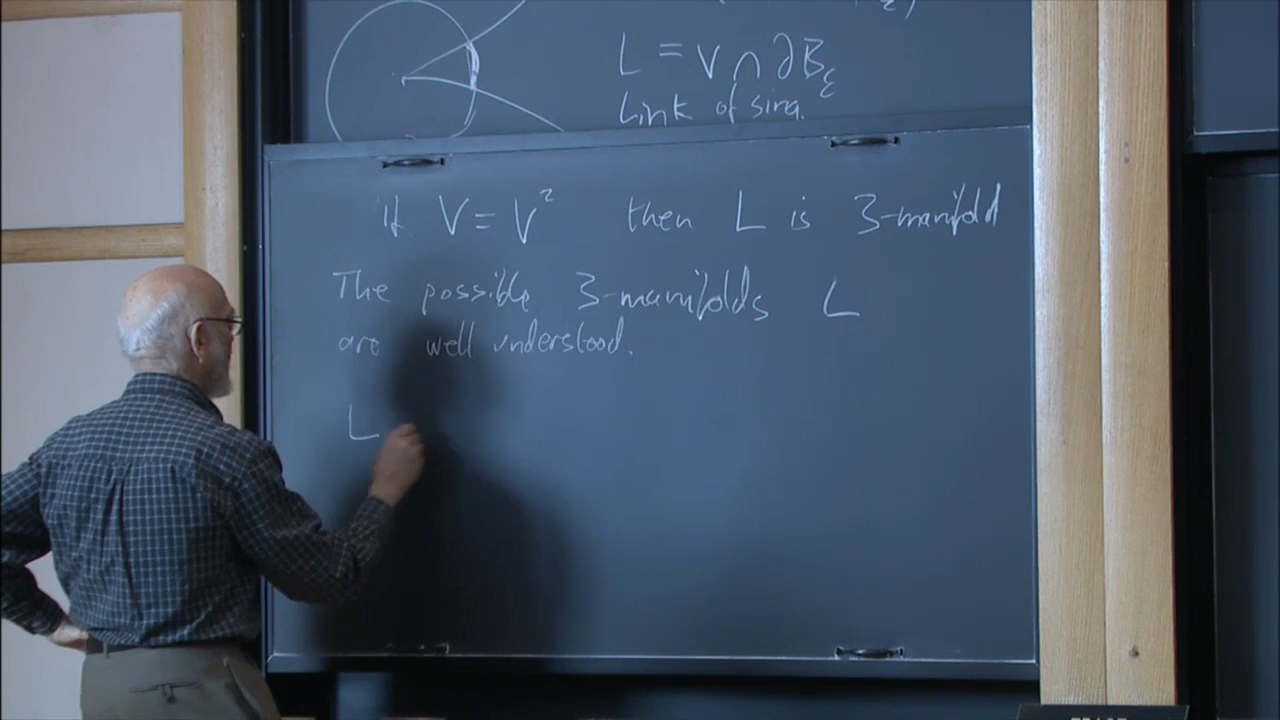 L = V ∩ ∂B_ε
Link of sing.
If V = V² then L is 3-manifold
The possible 3-manifolds L
are well understood.
L